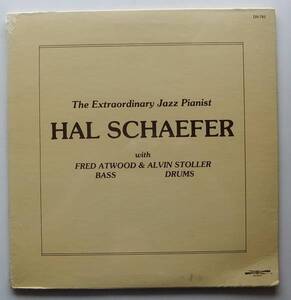 The Extraordinary Jazz Pianist
HAL SCHAEFER
with
FRED ATWOOD & ALVIN STOLLER
BASS DRUMS